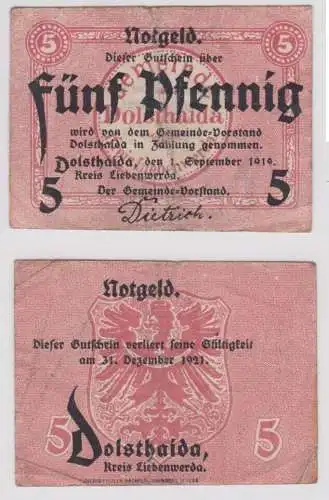 5 5
Notgeld.
Dieser Gutschein über
Fünf Pfennig
Dolsthaida
wird von dem Gemeinde-Vorstand
Dolsthaida in Zahlung genommen.
Dolsthaida, den 1. September 1919.
Kreis Liebenwerda.
Der Gemeinde-Vorstand.
5 5
Dietrich.
Notgeld.
Dieser Gutschein verliert seine Gültigkeit
am 31. Dezember 1921.
5 5
Dolsthaida,
Kreis Liebenwerda.